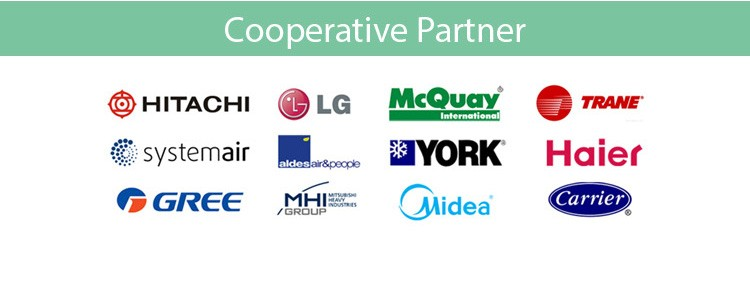 Cooperative Partner
HITACHI
LG
McQuay®
International
TRANE®
systemair
aldes air&people
YORK®
Haier
GREE
MHI
GROUP
MITSUBISHI
HEAVY
INDUSTRIES
Midea®
Carrier®